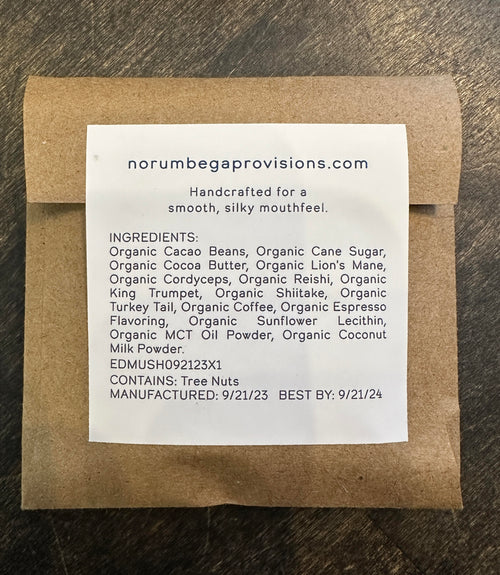 norumbegaprovisions.com
Handcrafted for a
smooth, silky mouthfeel.
INGREDIENTS:
Organic Cacao Beans, Organic Cane Sugar,
Organic Cocoa Butter, Organic Lion's Mane,
Organic Cordyceps, Organic Reishi, Organic
King Trumpet, Organic Shiitake, Organic
Turkey Tail, Organic Coffee, Organic Espresso
Flavoring, Organic Sunflower Lecithin,
Organic MCT Oil Powder, Organic Coconut
Milk Powder.
EDMUSH092123X1
CONTAINS: Tree Nuts
MANUFACTURED: 9/21/23 BEST BY: 9/21/24